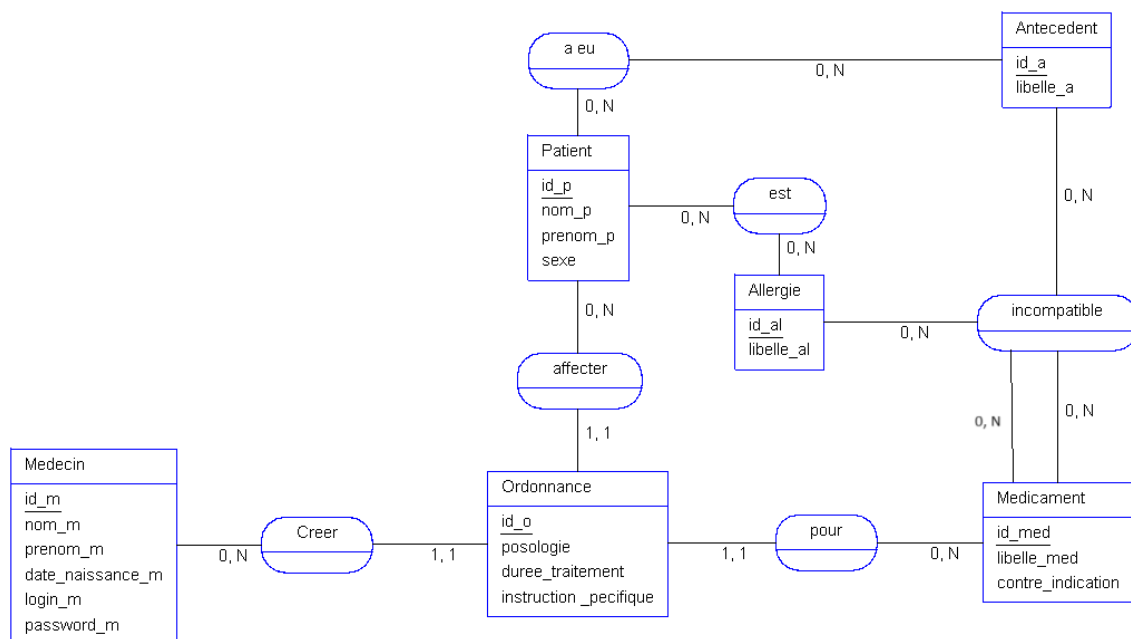 Antecedent
id_a
libelle_a
a eu
0, N
0, N
Patient
id_p
nom_p
prenom_p
sexe
0, N
est
0, N
0, N
Allergie
id_al
libelle_al
0, N
incompatible
0, N
affecter
0, N
0, N
1, 1
Medecin
id_m
nom_m
prenom_m
date_naissance_m
login_m
password_m
0, N
Creer
1, 1
Ordonnance
id_o
posologie
duree_traitement
instruction _pecifique
1, 1
pour
0, N
Medicament
id_med
libelle_med
contre_indication